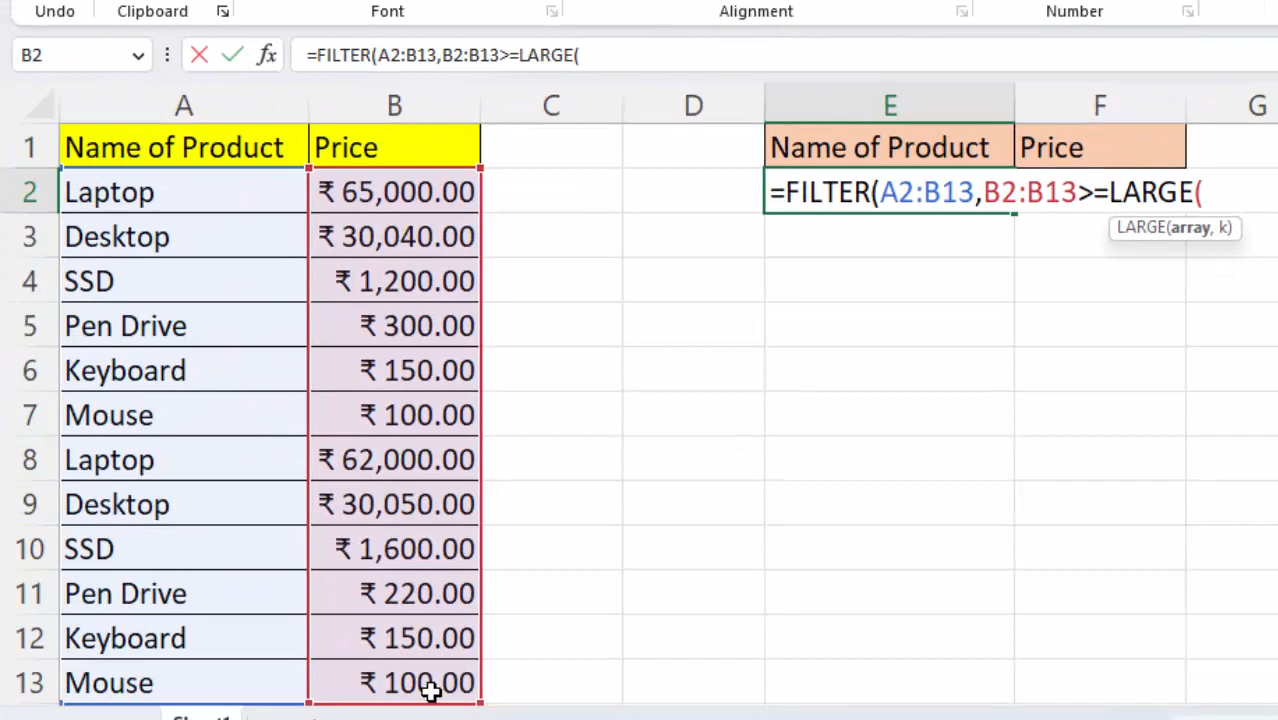 Undo Clipboard Font Alignment Number
B2 fx =FILTER(A2:B13,B2:B13>=LARGE(
A B C D E F G
1 Name of Product Price Name of Product Price
2 Laptop ₹ 65,000.00 =FILTER(A2:B13,B2:B13>=LARGE(
LARGE(array, k)
3 Desktop ₹ 30,040.00
4 SSD ₹ 1,200.00
5 Pen Drive ₹ 300.00
6 Keyboard ₹ 150.00
7 Mouse ₹ 100.00
8 Laptop ₹ 62,000.00
9 Desktop ₹ 30,050.00
10 SSD ₹ 1,600.00
11 Pen Drive ₹ 220.00
12 Keyboard ₹ 150.00
13 Mouse ₹ 100.00
Sheet1